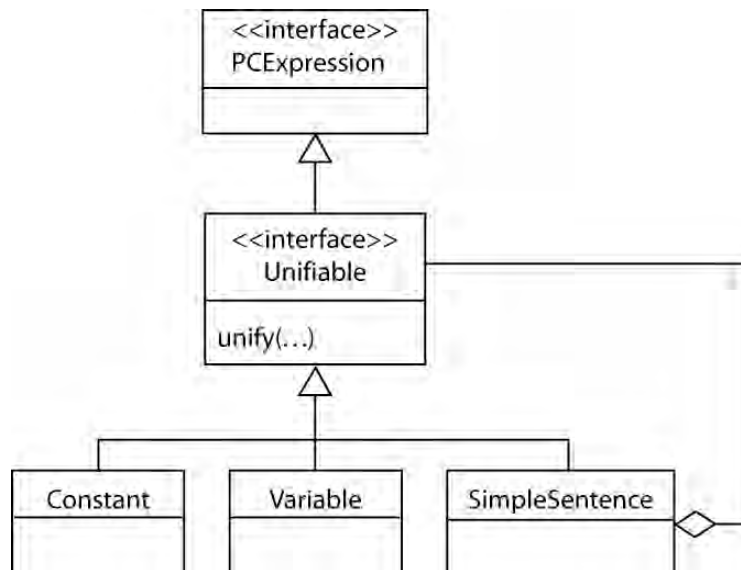 <<interface>>
PCExpression
<<interface>>
Unifiable
unify(...)
Constant
Variable
SimpleSentence